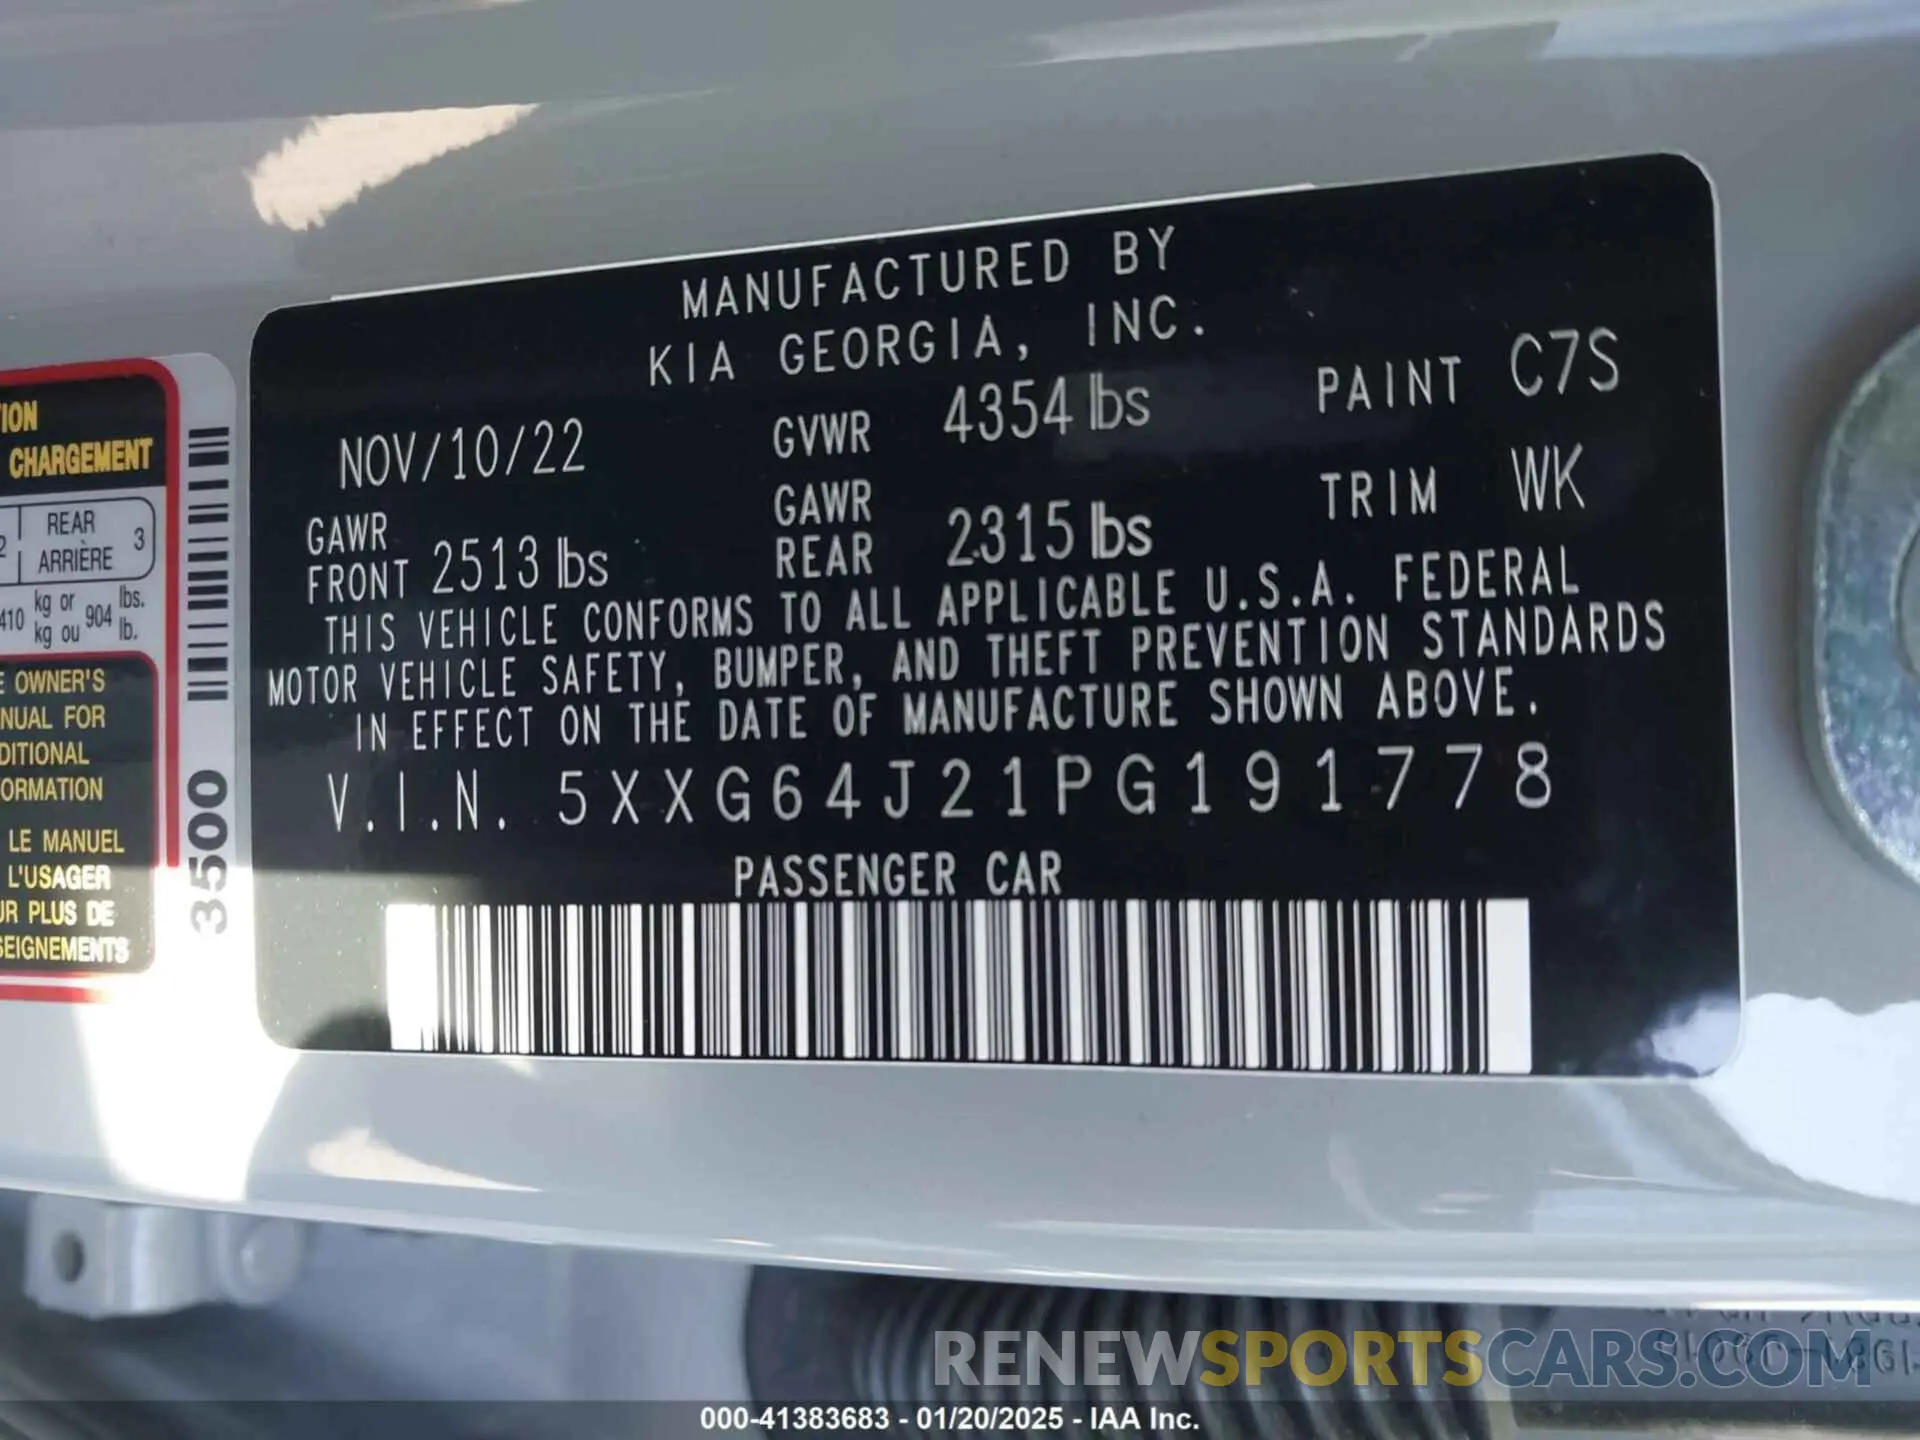 MANUFACTURED BY
KIA GEORGIA, INC.
NOV/10/22 GVWR 4354 lbs PAINT C7S
GAWR FRONT 2513 lbs GAWR REAR 2315 lbs TRIM WK
THIS VEHICLE CONFORMS TO ALL APPLICABLE U.S.A. FEDERAL
MOTOR VEHICLE SAFETY, BUMPER, AND THEFT PREVENTION STANDARDS
IN EFFECT ON THE DATE OF MANUFACTURE SHOWN ABOVE.
V.I.N. 5XXG64J21PG191778
PASSENGER CAR
CHARGEMENT
2 REAR ARRIÈRE 3
410 kg or kg ou 904 lbs. lb.
OWNER'S
FOR
LE MANUEL
L'USAGER
PLUS DE
3500
RENEWSPORTSCARS.COM
000-41383683 - 01/20/2025 - IAA Inc.